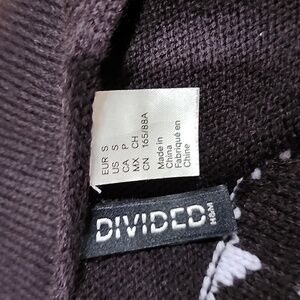 EUR S
US S
CA P
MX CH
CN 165/88A
Made in
China
Fabriqué en
Chine
DIVIDED
H&M